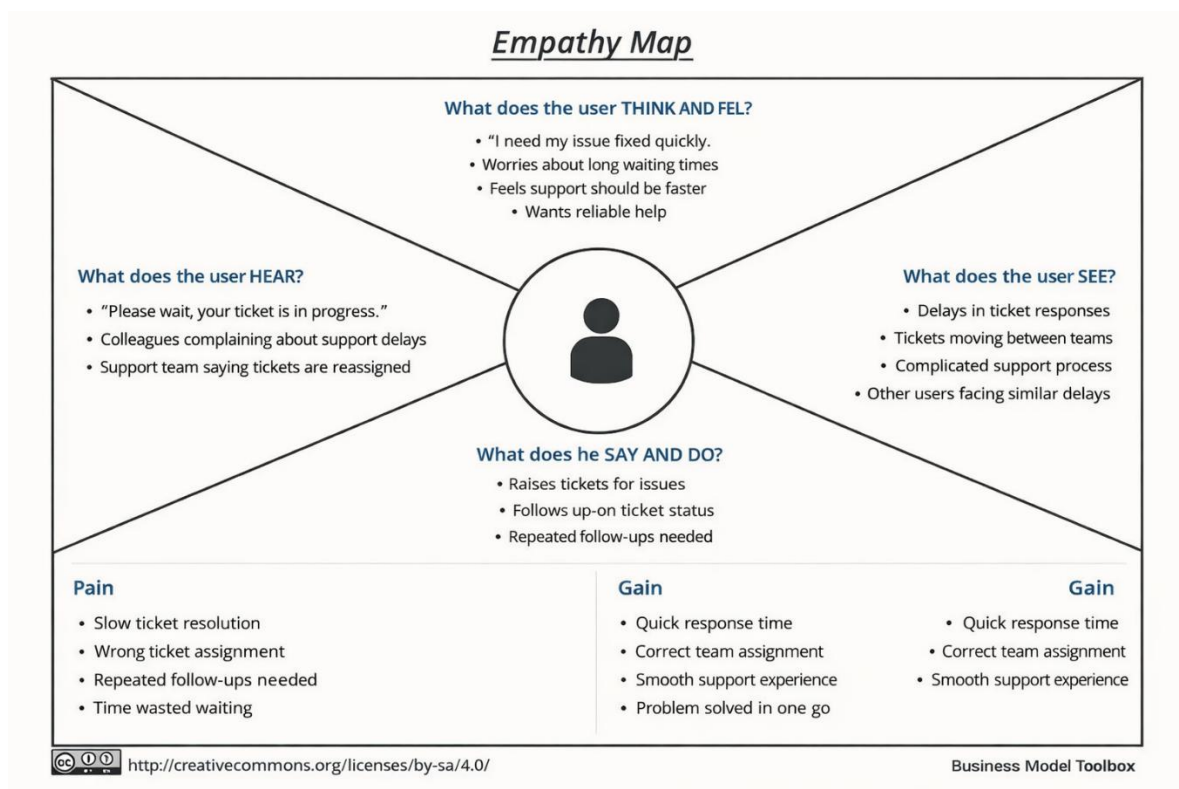 Empathy Map
What does the user THINK AND FEL?
• “I need my issue fixed quickly.
• Worries about long waiting times
• Feels support should be faster
• Wants reliable help
What does the user HEAR?
• “Please wait, your ticket is in progress.”
• Colleagues complaining about support delays
• Support team saying tickets are reassigned
What does the user SEE?
• Delays in ticket responses
• Tickets moving between teams
• Complicated support process
• Other users facing similar delays
What does he SAY AND DO?
• Raises tickets for issues
• Follows up-on ticket status
• Repeated follow-ups needed
Pain
• Slow ticket resolution
• Wrong ticket assignment
• Repeated follow-ups needed
• Time wasted waiting
Gain
• Quick response time
• Correct team assignment
• Smooth support experience
• Problem solved in one go
Gain
• Quick response time
• Correct team assignment
• Smooth support experience
cc
http://creativecommons.org/licenses/by-sa/4.0/
Business Model Toolbox